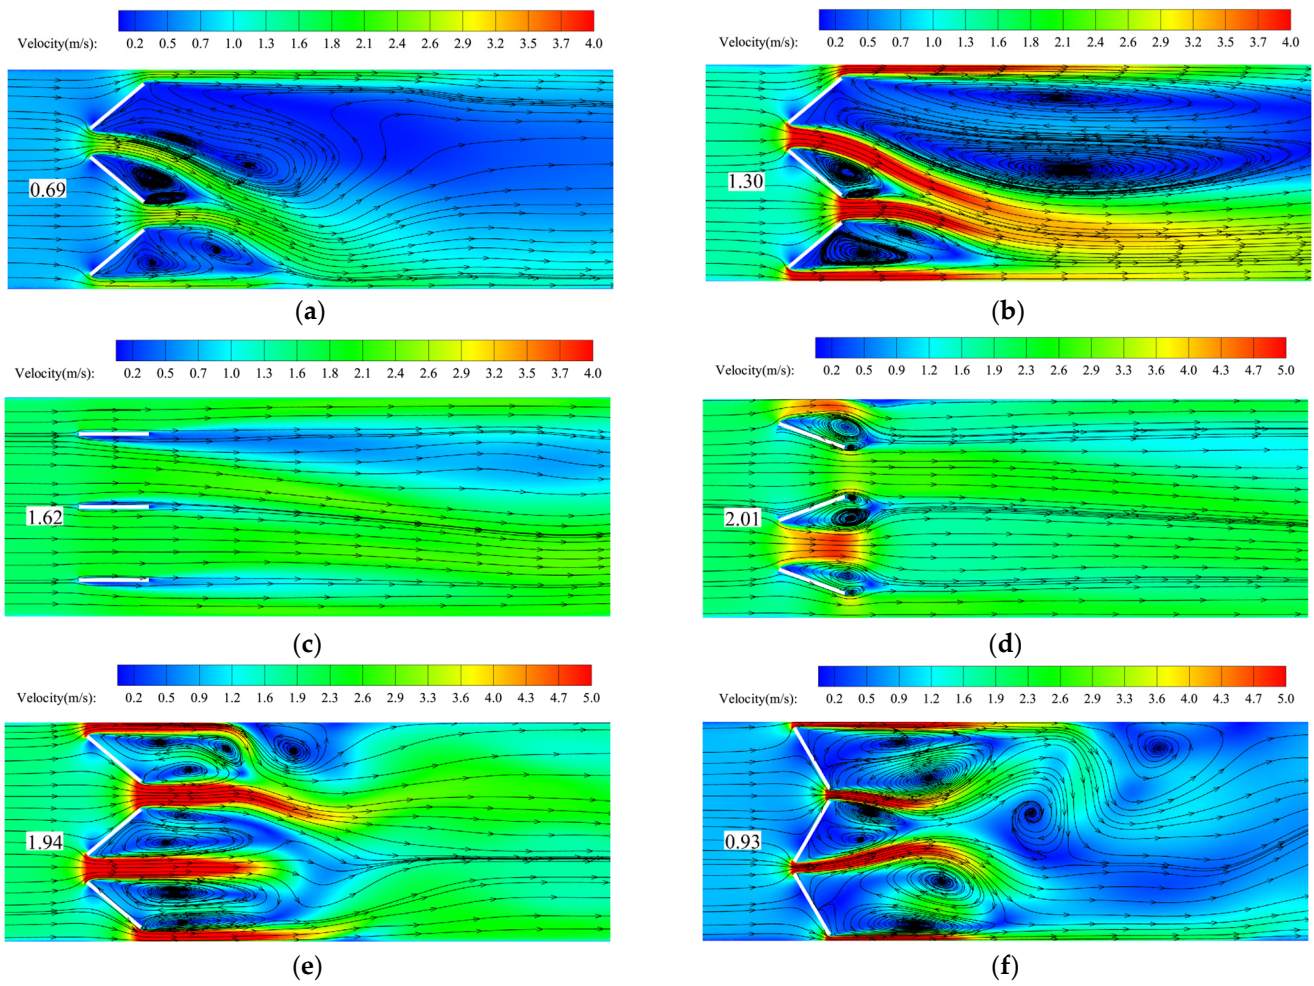 Velocity(m/s): 0.2 0.5 0.7 1.0 1.3 1.6 1.8 2.1 2.4 2.6 2.9 3.2 3.5 3.7 4.0
0.69
(a)
Velocity(m/s): 0.2 0.5 0.7 1.0 1.3 1.6 1.8 2.1 2.4 2.6 2.9 3.2 3.5 3.7 4.0
1.30
(b)
Velocity(m/s): 0.2 0.5 0.7 1.0 1.3 1.6 1.8 2.1 2.4 2.6 2.9 3.2 3.5 3.7 4.0
1.62
(c)
Velocity(m/s): 0.2 0.5 0.9 1.2 1.6 1.9 2.3 2.6 2.9 3.3 3.6 4.0 4.3 4.7 5.0
2.01
(d)
Velocity(m/s): 0.2 0.5 0.9 1.2 1.6 1.9 2.3 2.6 2.9 3.3 3.6 4.0 4.3 4.7 5.0
1.94
(e)
Velocity(m/s): 0.2 0.5 0.9 1.2 1.6 1.9 2.3 2.6 2.9 3.3 3.6 4.0 4.3 4.7 5.0
0.93
(f)